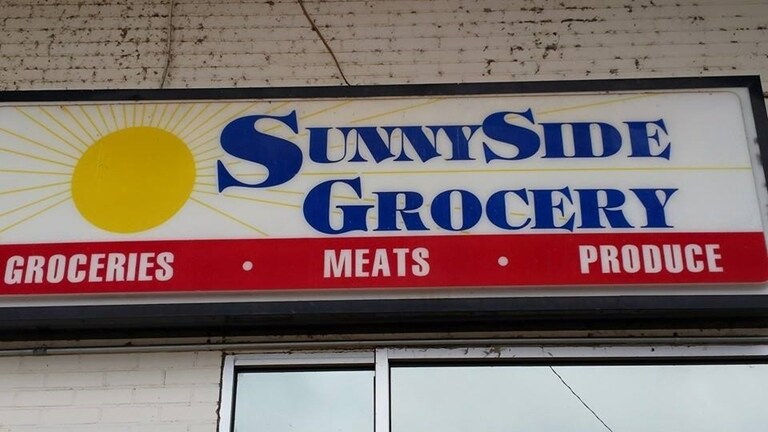 SUNNYSIDE
GROCERY
GROCERIES • MEATS • PRODUCE